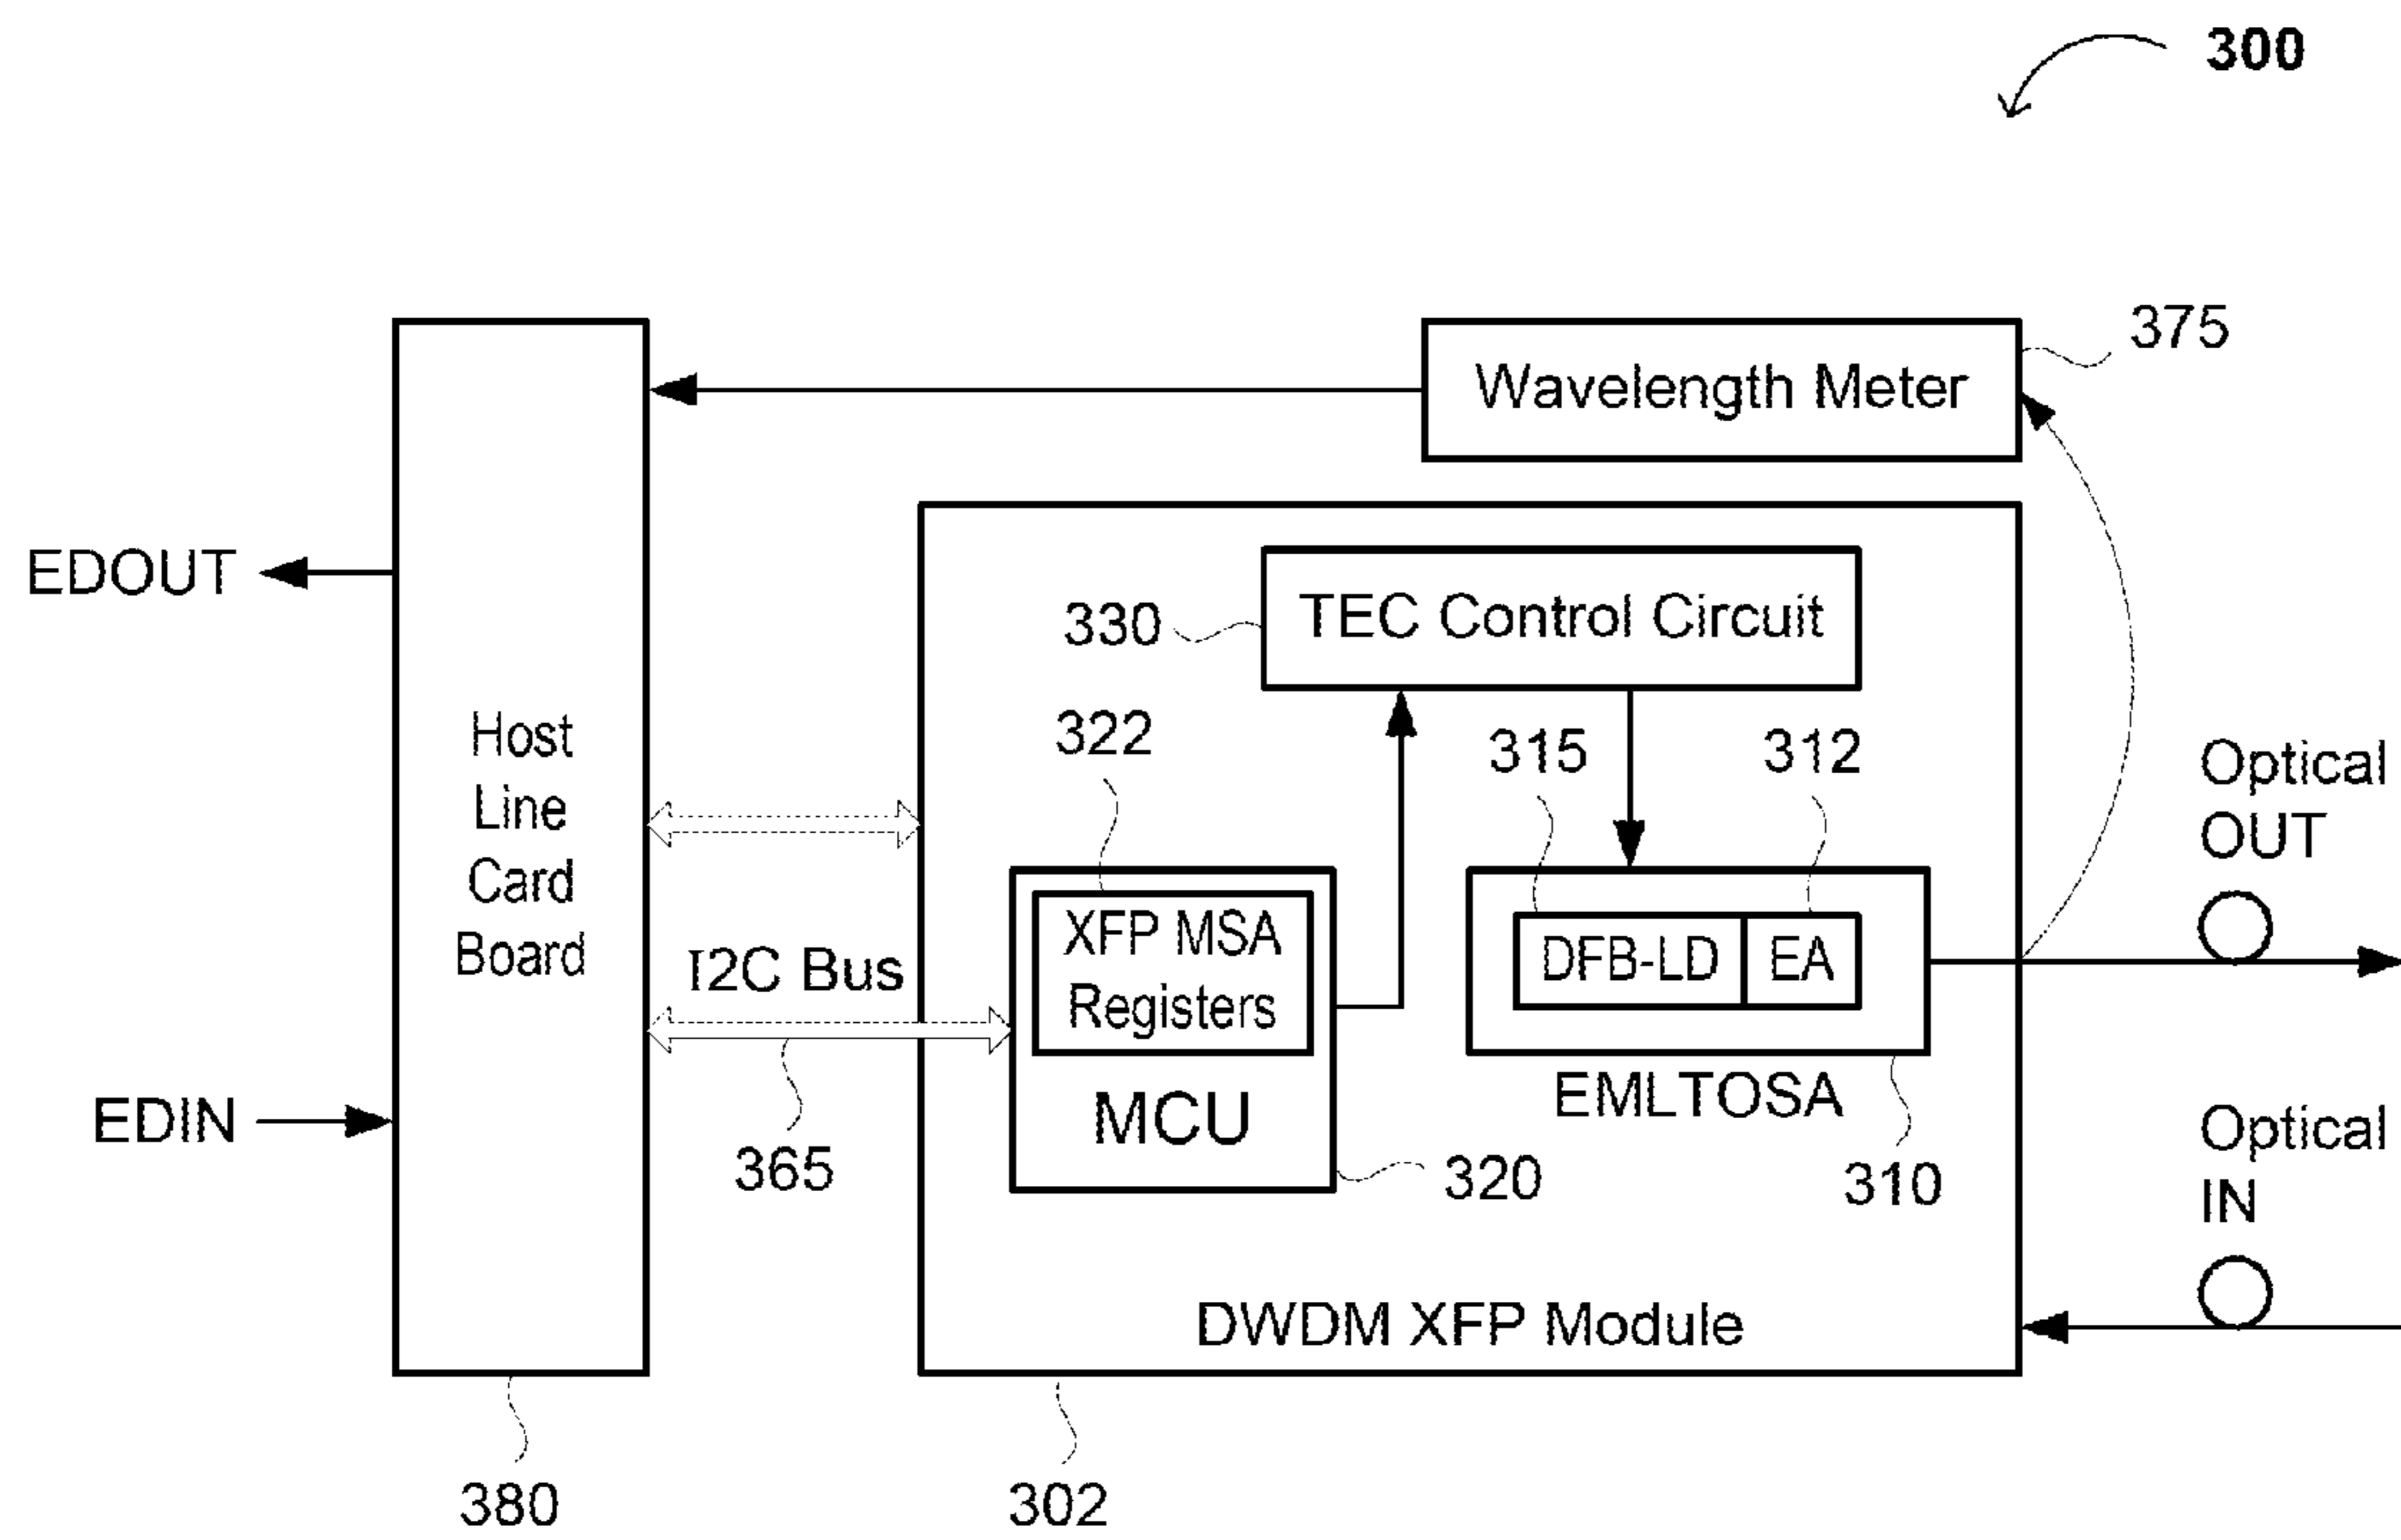 300
375
Wavelength Meter
EDOUT
330
TEC Control Circuit
322
315
312
Optical
OUT
Host
Line
Card
Board
I2C Bus
XFP MSA
Registers
MCU
DFB-LD
EA
EMLTOSA
EDIN
365
320
310
Optical
IN
DWDM XFP Module
380
302